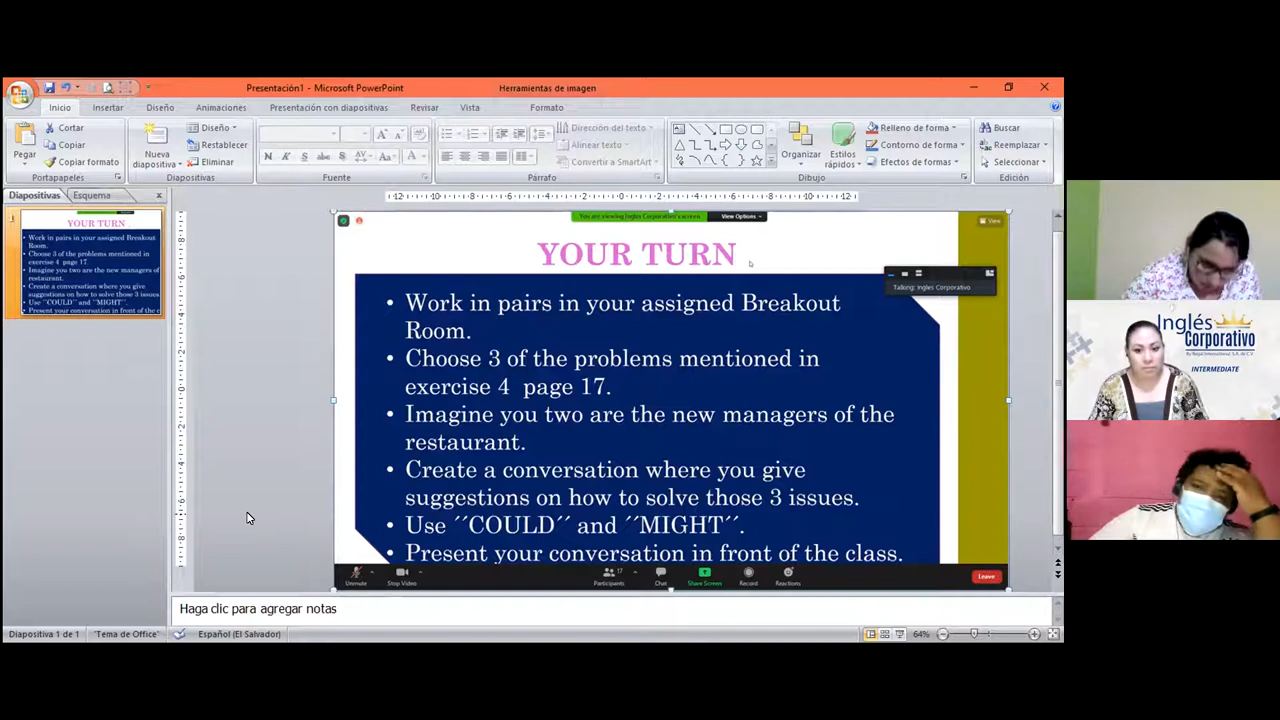 Presentación1 - Microsoft PowerPoint
Herramientas de imagen
Inicio Insertar Diseño Animaciones Presentación con diapositivas Revisar Vista Formato
Pegar
Cortar
Copiar
Copiar formato
Portapapeles
Nueva
diapositiva
Diseño
Restablecer
Eliminar
Diapositivas
N K S abe AV Aa A
Fuente
Párrafo
Dirección del texto
Alinear texto
Convertir a SmartArt
Organizar
Estilos
rápidos
Relleno de forma
Contorno de forma
Efectos de formas
Dibujo
Buscar
Reemplazar
Seleccionar
Edición
Diapositivas Esquema
1
YOUR TURN
Work in pairs in your assigned Breakout
Room.
Choose 3 of the problems mentioned in
exercise 4 page 17.
Imagine you two are the new managers of
restaurant.
Create a conversation where you give
suggestions on how to solve those 3 issues
Use ´´COULD´´ and ´´MIGHT´´.
Present your conversation in front of the c
You are viewing Ingles Corporativo's screen View Options
View
YOUR TURN
Talking: Ingles Corporativo
• Work in pairs in your assigned Breakout
Room.
• Choose 3 of the problems mentioned in
exercise 4 page 17.
• Imagine you two are the new managers of the
restaurant.
• Create a conversation where you give
suggestions on how to solve those 3 issues.
• Use ´´COULD´´ and ´´MIGHT´´.
• Present your conversation in front of the class.
Unmute Stop Video Participants 17 Chat Share Screen Record Reactions Leave
Haga clic para agregar notas
Diapositiva 1 de 1 "Tema de Office" Español (El Salvador) 64%
Inglés
Corporativo
INTERMEDIATE